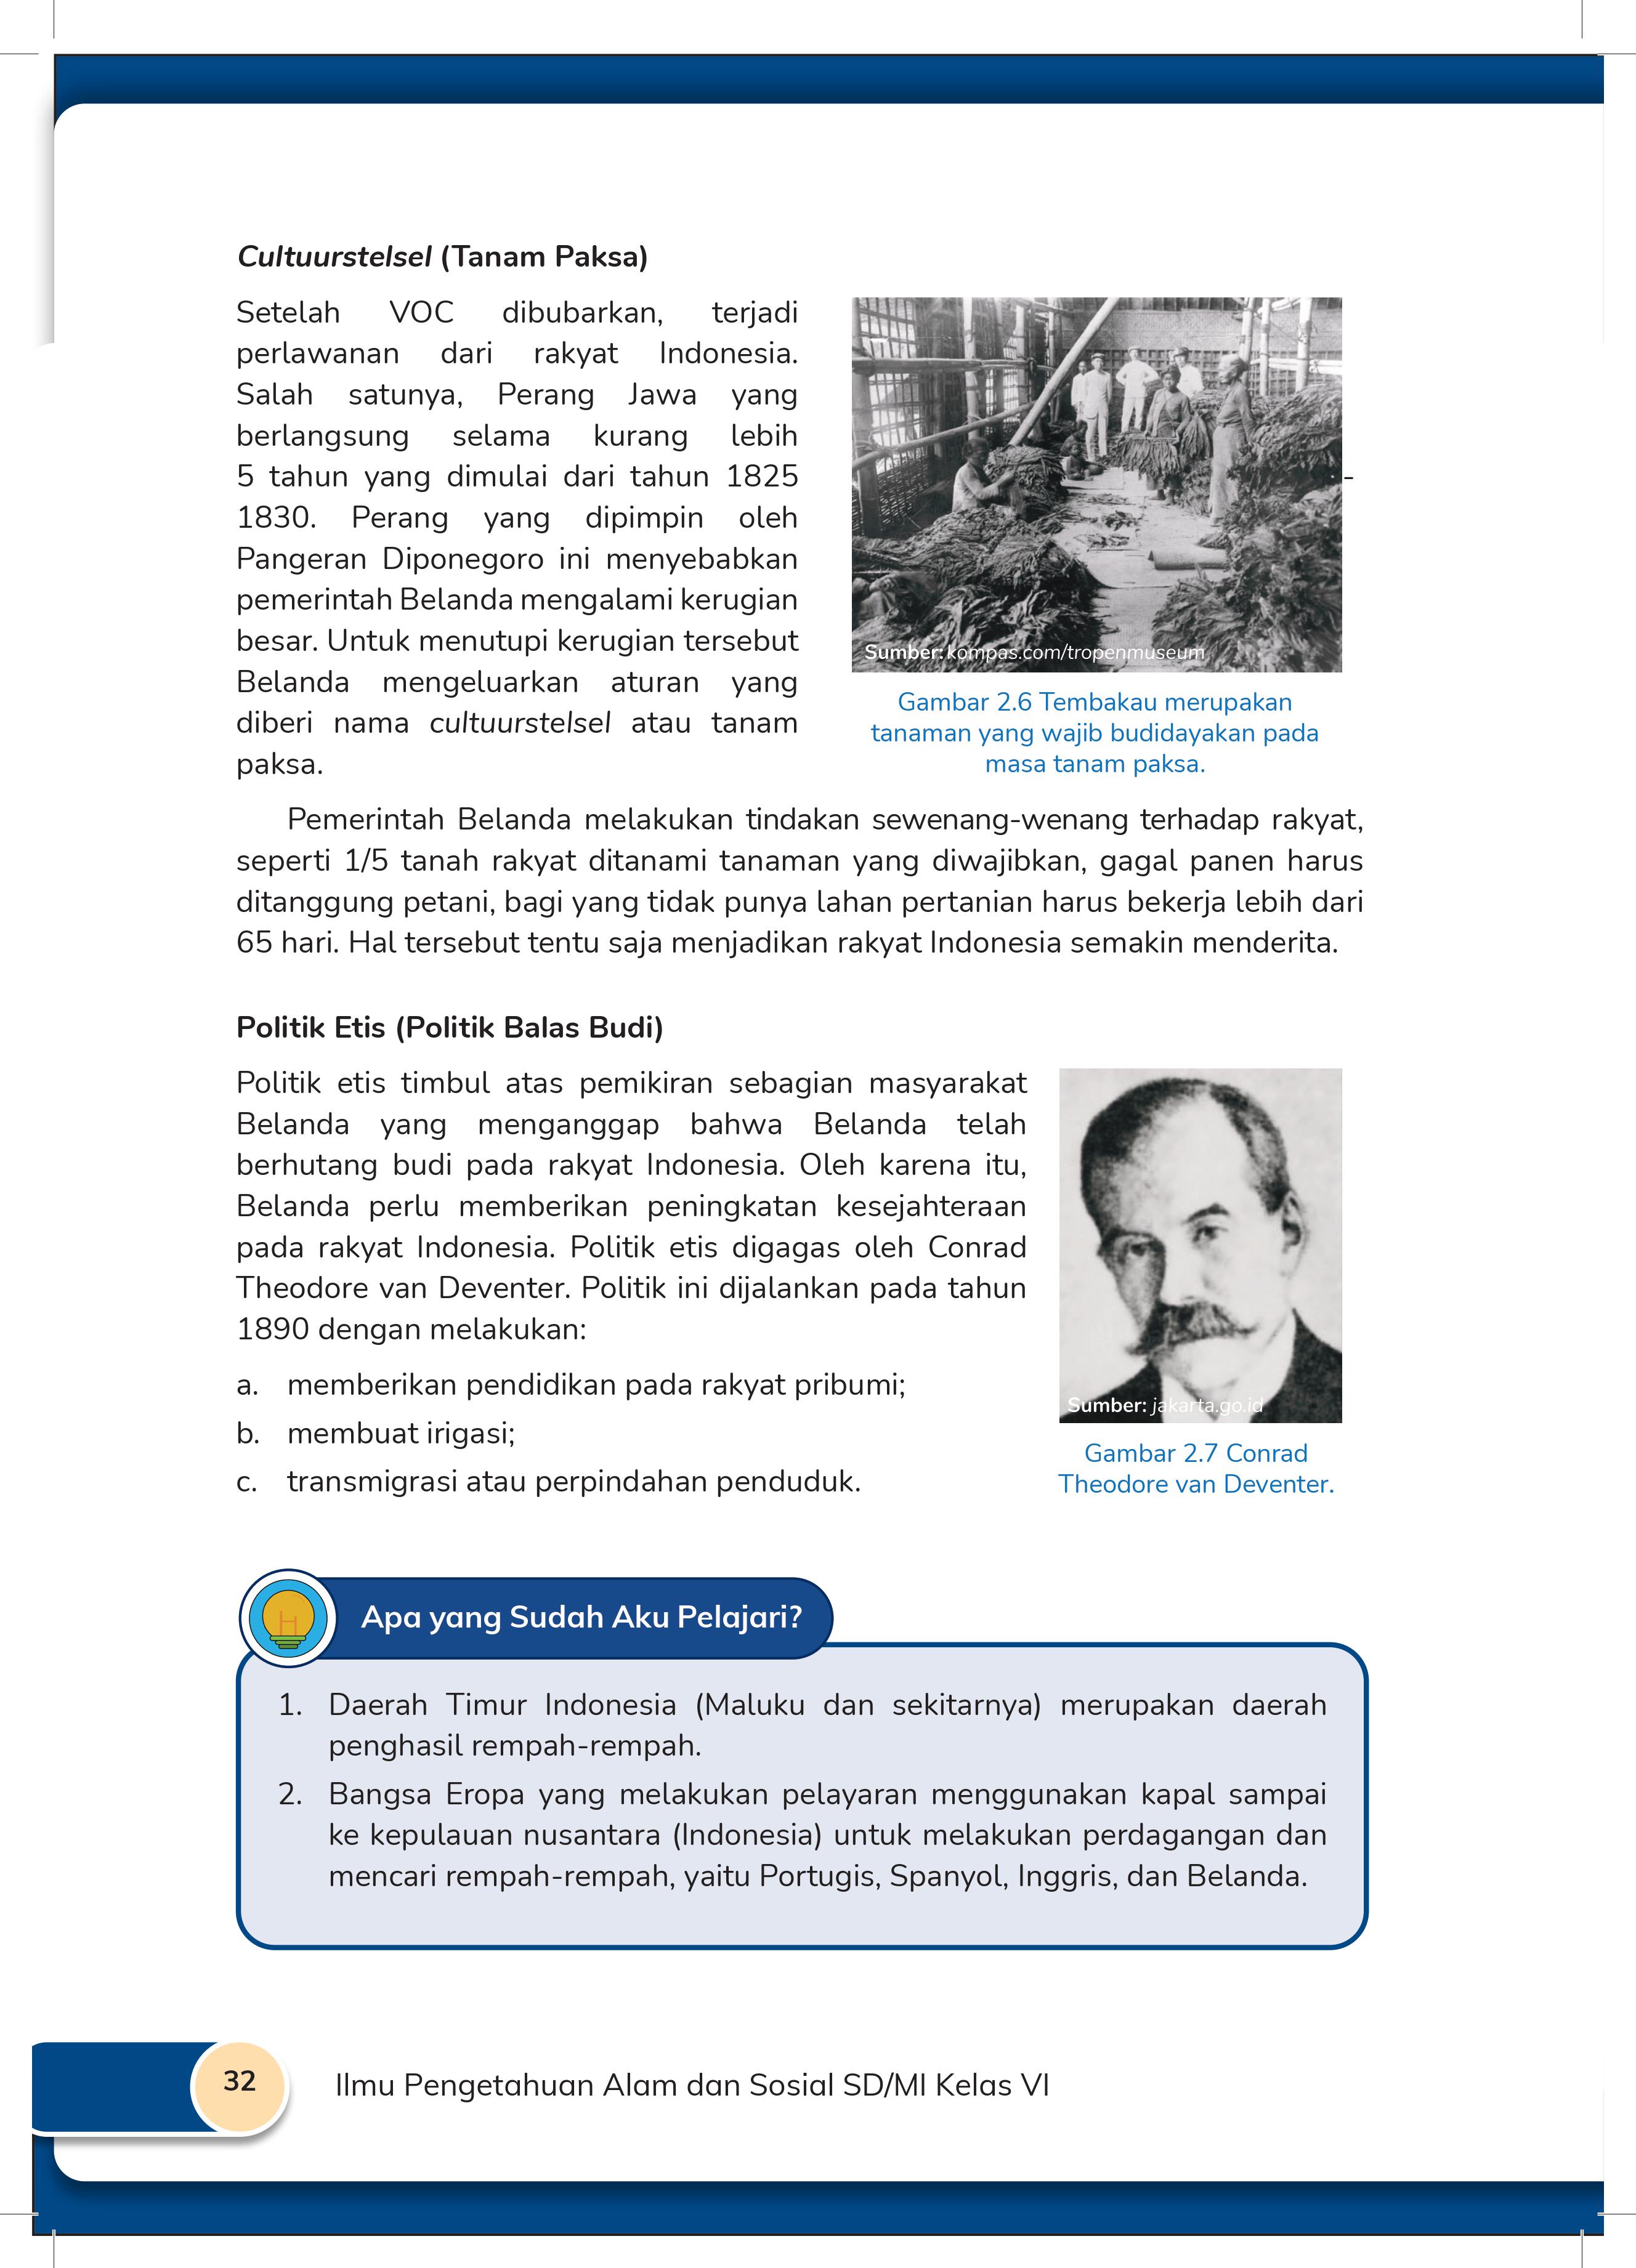 Cultuurstelsel (Tanam Paksa)
Setelah VOC dibubarkan, terjadi
perlawanan dari rakyat Indonesia.
Salah satunya, Perang Jawa yang
berlangsung selama kurang lebih
5 tahun yang dimulai dari tahun 1825 -
1830. Perang yang dipimpin oleh
Pangeran Diponegoro ini menyebabkan
pemerintah Belanda mengalami kerugian
besar. Untuk menutupi kerugian tersebut
Belanda mengeluarkan aturan yang
diberi nama cultuurstelsel atau tanam
paksa.
Sumber: kompas.com/tropenmuseum
Gambar 2.6 Tembakau merupakan
tanaman yang wajib budidayakan pada
masa tanam paksa.
Pemerintah Belanda melakukan tindakan sewenang-wenang terhadap rakyat,
seperti 1/5 tanah rakyat ditanami tanaman yang diwajibkan, gagal panen harus
ditanggung petani, bagi yang tidak punya lahan pertanian harus bekerja lebih dari
65 hari. Hal tersebut tentu saja menjadikan rakyat Indonesia semakin menderita.
Politik Etis (Politik Balas Budi)
Politik etis timbul atas pemikiran sebagian masyarakat
Belanda yang menganggap bahwa Belanda telah
berhutang budi pada rakyat Indonesia. Oleh karena itu,
Belanda perlu memberikan peningkatan kesejahteraan
pada rakyat Indonesia. Politik etis digagas oleh Conrad
Theodore van Deventer. Politik ini dijalankan pada tahun
1890 dengan melakukan:
a. memberikan pendidikan pada rakyat pribumi;
b. membuat irigasi;
c. transmigrasi atau perpindahan penduduk.
Sumber: jakarta.go.id
Gambar 2.7 Conrad
Theodore van Deventer.
Apa yang Sudah Aku Pelajari?
1. Daerah Timur Indonesia (Maluku dan sekitarnya) merupakan daerah
penghasil rempah-rempah.
2. Bangsa Eropa yang melakukan pelayaran menggunakan kapal sampai
ke kepulauan nusantara (Indonesia) untuk melakukan perdagangan dan
mencari rempah-rempah, yaitu Portugis, Spanyol, Inggris, dan Belanda.
32
Ilmu Pengetahuan Alam dan Sosial SD/MI Kelas VI